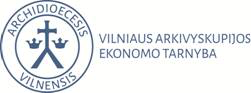 ARCHIDIOECESIS
VILNENSIS
VILNIAUS ARKIVYSKUPIJOS
EKONOMO TARNYBA